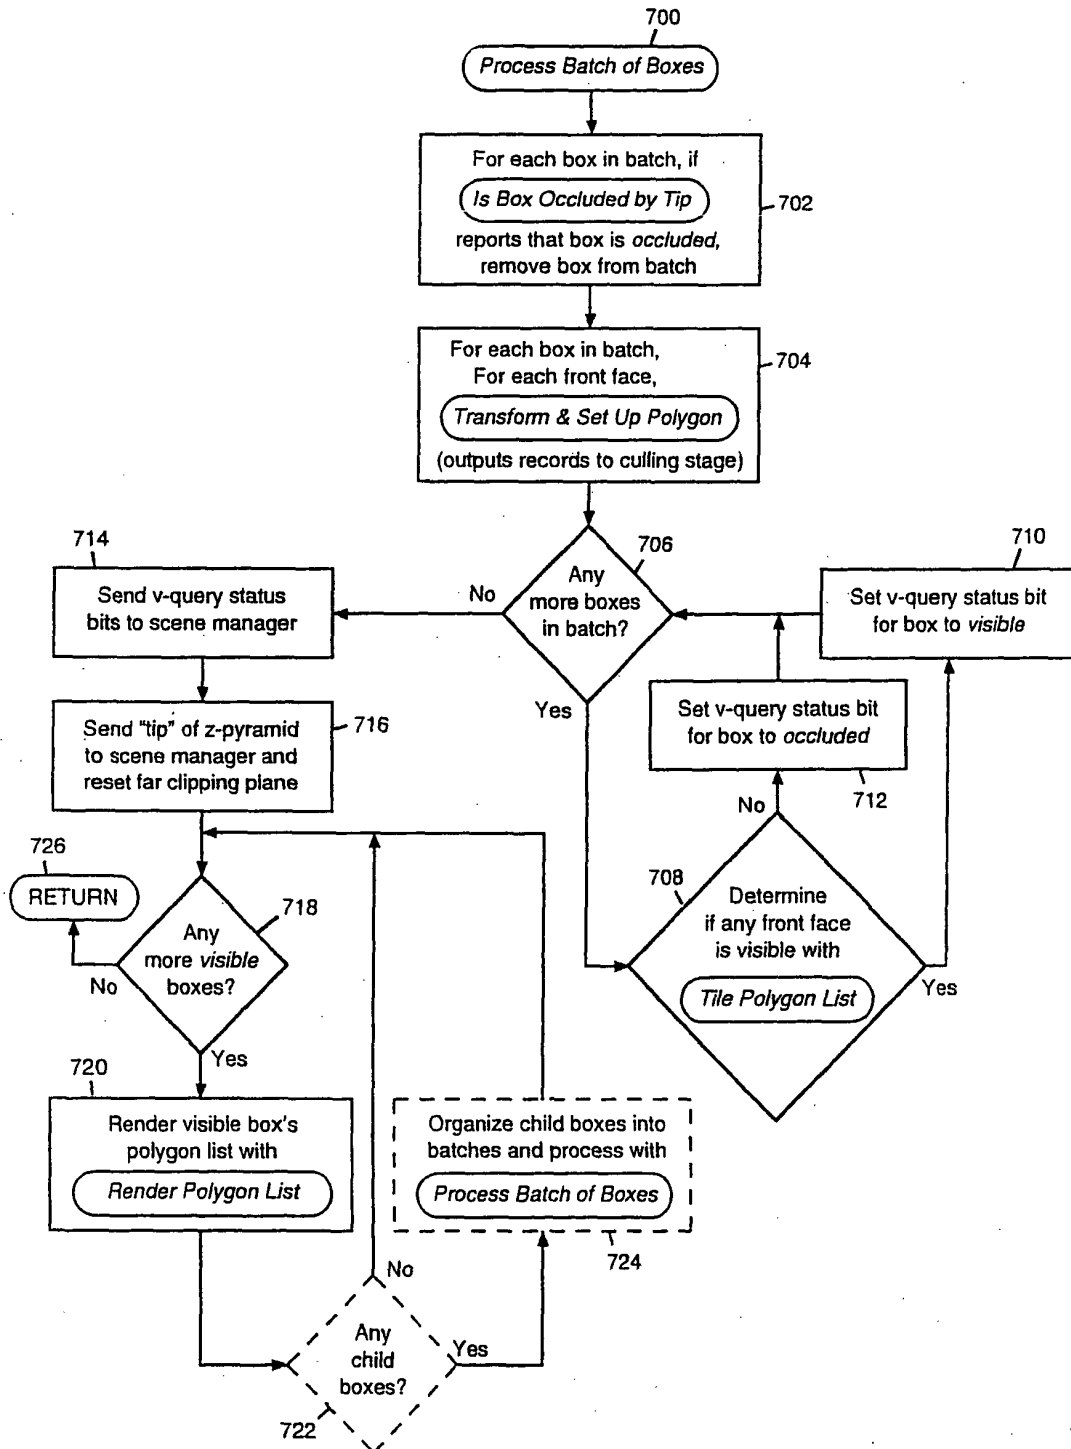 700
Process Batch of Boxes
For each box in batch, if
Is Box Occluded by Tip
reports that box is occluded,
remove box from batch
702
For each box in batch,
For each front face,
Transform & Set Up Polygon
(outputs records to culling stage)
704
706
Any
more boxes
in batch?
No
Yes
714
Send v-query status
bits to scene manager
710
Set v-query status bit
for box to visible
Set v-query status bit
for box to occluded
712
Send "tip" of z-pyramid
to scene manager and
reset far clipping plane
716
No
708
Determine
if any front face
is visible with
Tile Polygon List
Yes
726
RETURN
718
Any
more visible
boxes?
No
Yes
720
Render visible box's
polygon list with
Render Polygon List
Organize child boxes into
batches and process with
Process Batch of Boxes
724
No
Any
child
boxes?
Yes
722